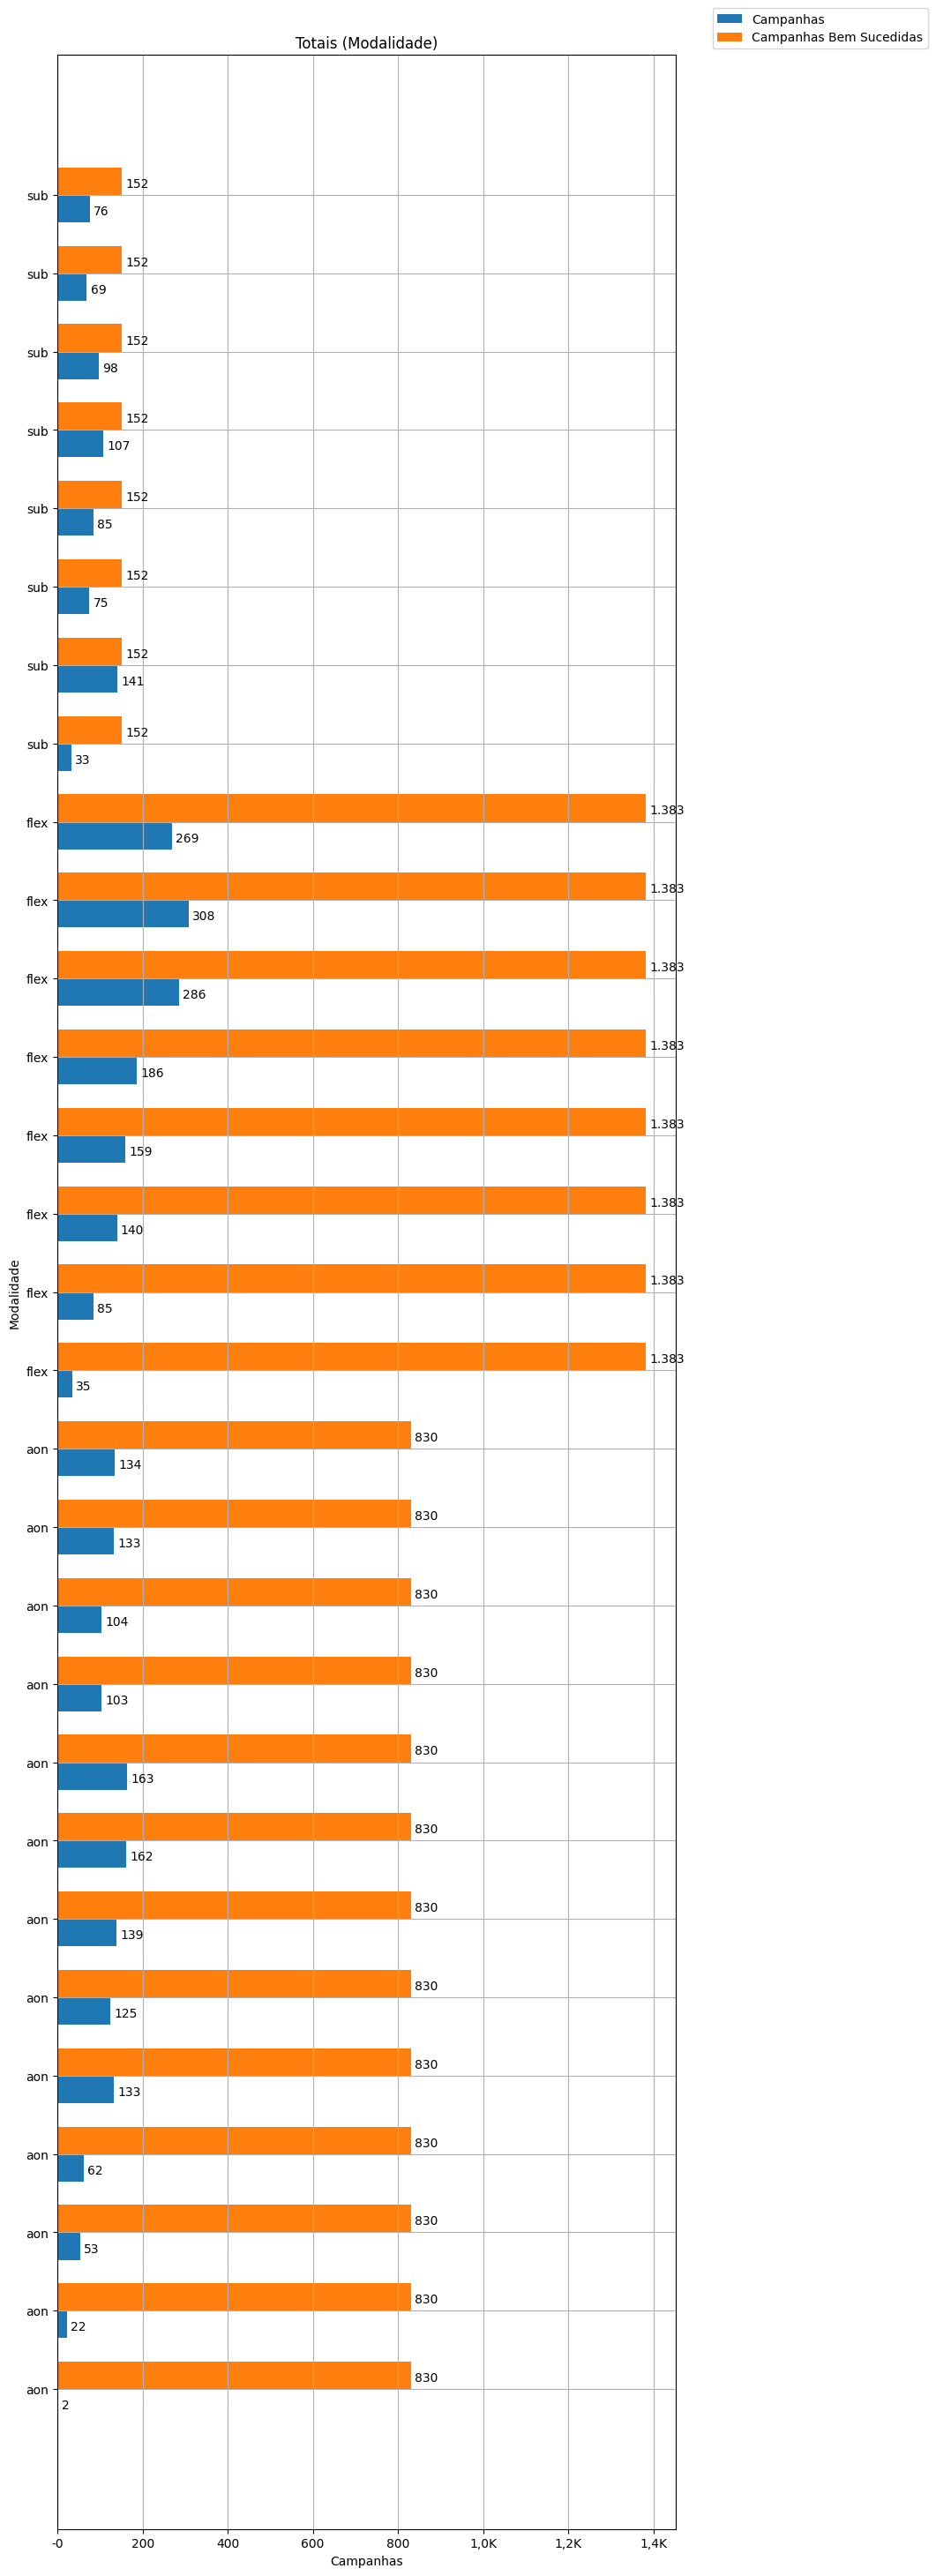 Campanhas
Campanhas Bem Sucedidas
Totais (Modalidade)
152
sub
76
152
sub
69
152
sub
98
152
sub
107
152
sub
85
152
sub
75
152
sub
141
152
sub
33
1.383
flex
269
1.383
flex
308
1.383
flex
286
1.383
flex
186
1.383
flex
159
1.383
flex
140
1.383
flex
85
1.383
flex
35
830
aon
134
830
aon
133
830
aon
104
830
aon
103
830
aon
163
830
aon
162
830
aon
139
830
aon
125
830
aon
133
830
aon
62
830
aon
53
830
aon
22
830
aon
2
Modalidade
-0 200 400 600 800 1,0K 1,2K 1,4K
Campanhas